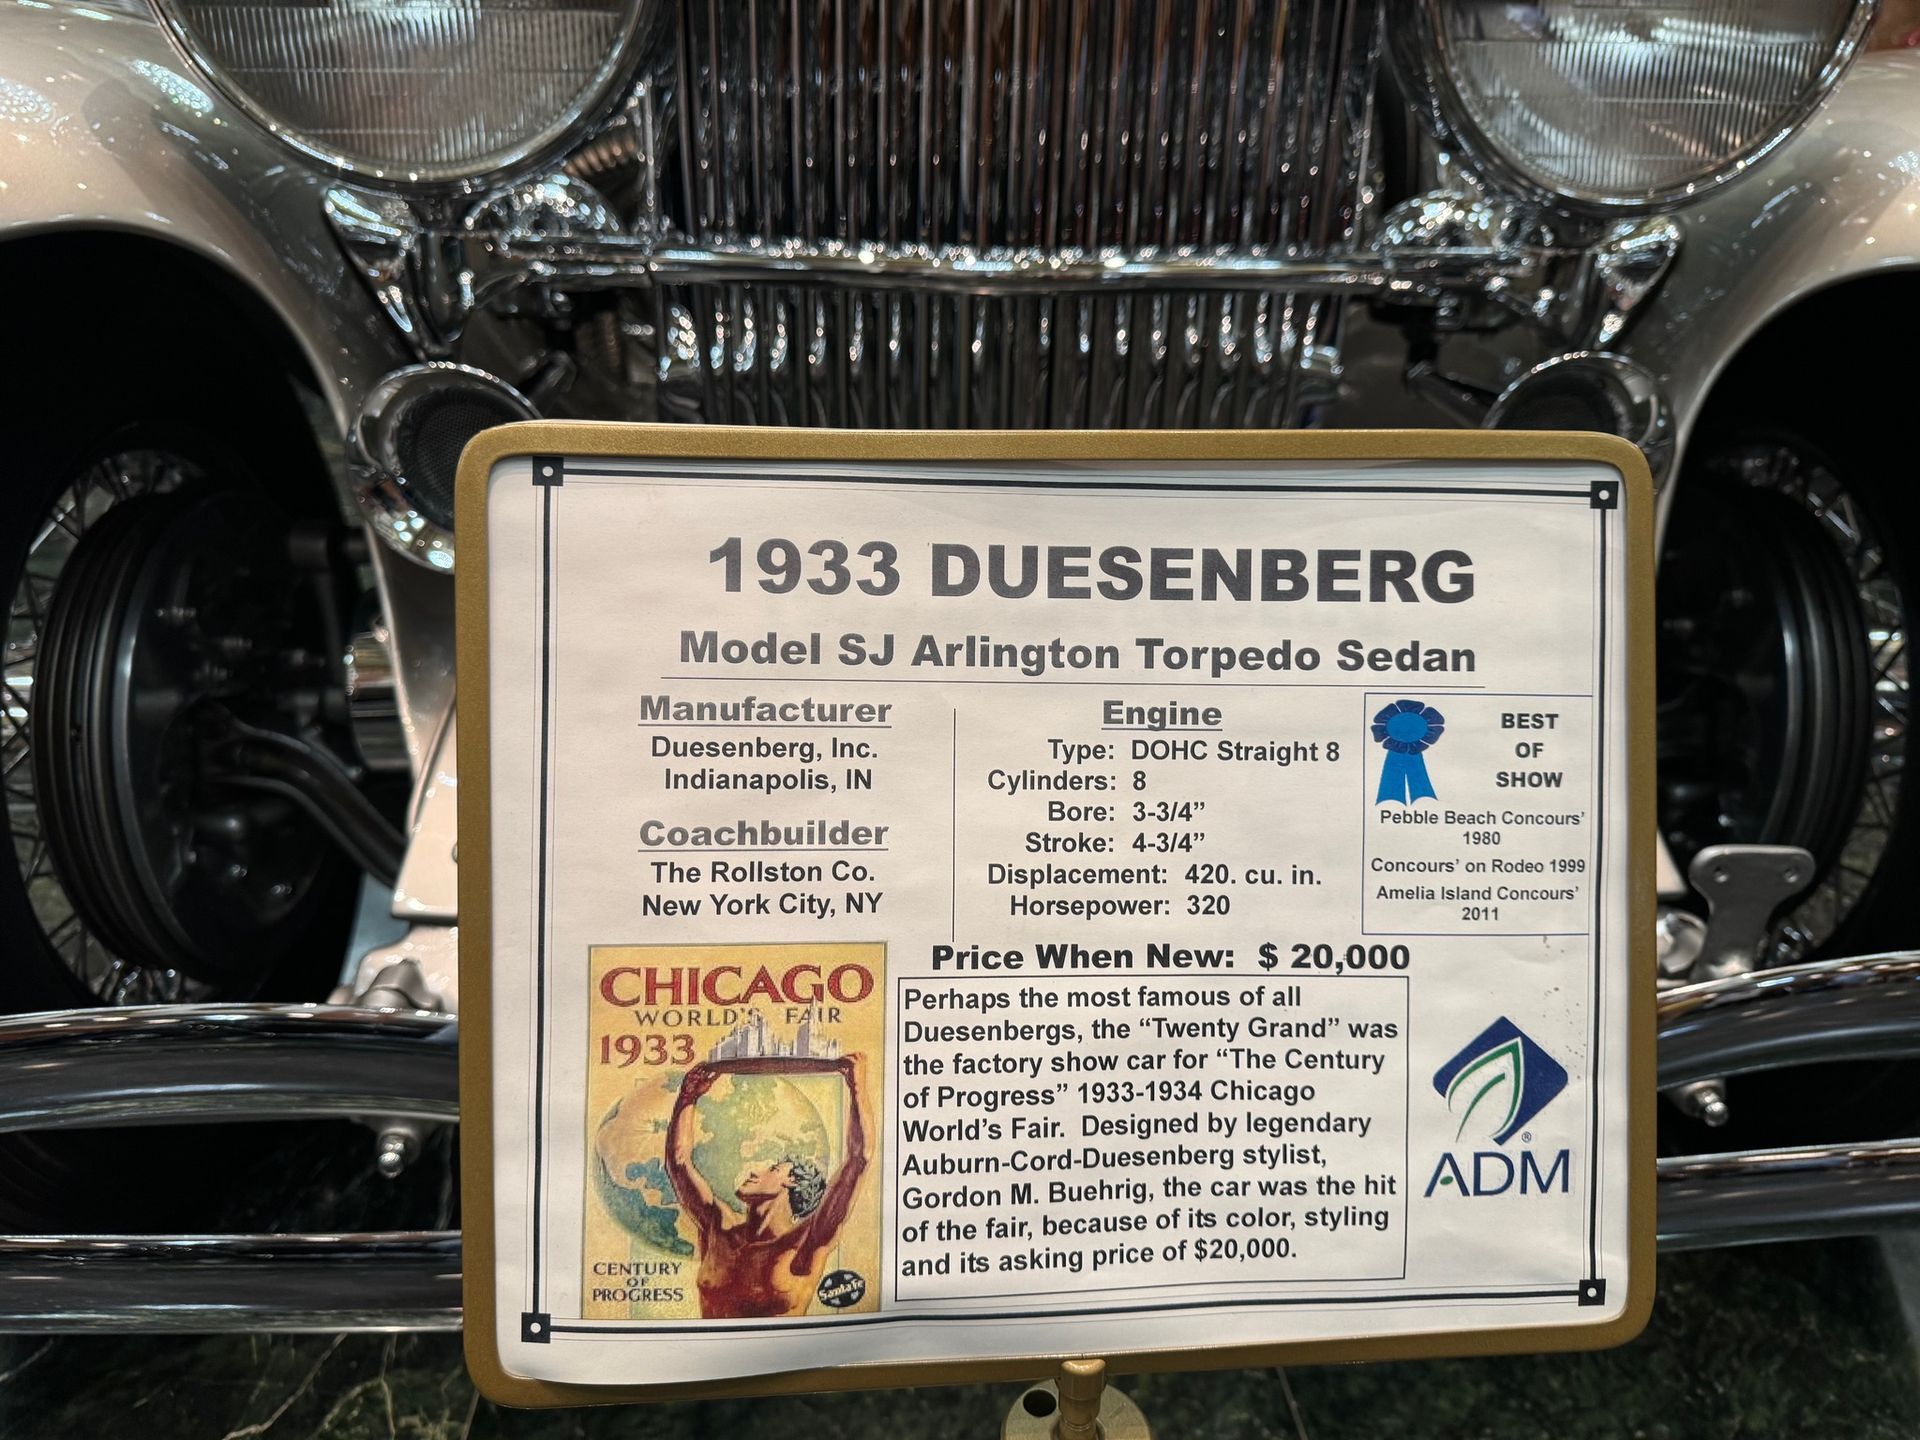 1933 DUESENBERG
Model SJ Arlington Torpedo Sedan
Manufacturer
Duesenberg, Inc.
Indianapolis, IN
Coachbuilder
The Rollston Co.
New York City, NY
Engine
Type: DOHC Straight 8
Cylinders: 8
Bore: 3-3/4”
Stroke: 4-3/4”
Displacement: 420. cu. in.
Horsepower: 320
BEST
OF
SHOW
Pebble Beach Concours’
1980
Concours’ on Rodeo 1999
Amelia Island Concours’
2011
Price When New: $ 20,000
CHICAGO
WORLD'S FAIR
1933
CENTURY
OF
PROGRESS
Santa Fe
Perhaps the most famous of all
Duesenbergs, the “Twenty Grand” was
the factory show car for “The Century
of Progress” 1933-1934 Chicago
World’s Fair. Designed by legendary
Auburn-Cord-Duesenberg stylist,
Gordon M. Buehrig, the car was the hit
of the fair, because of its color, styling
and its asking price of $20,000.
®
ADM